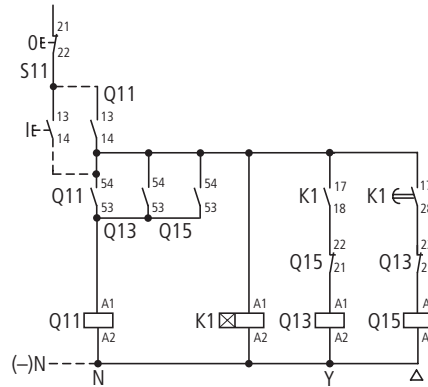 21
0E
22
S11
Q11
13 13
I E
14 14
54 54 54 17 17
Q11 K1 K1
53 53 53 18 28
Q13 Q15
22
Q15 Q13
21
A1 A1 A1
Q11 K1 Q13 Q15
A2 A2 A2
(–)N N Y Δ